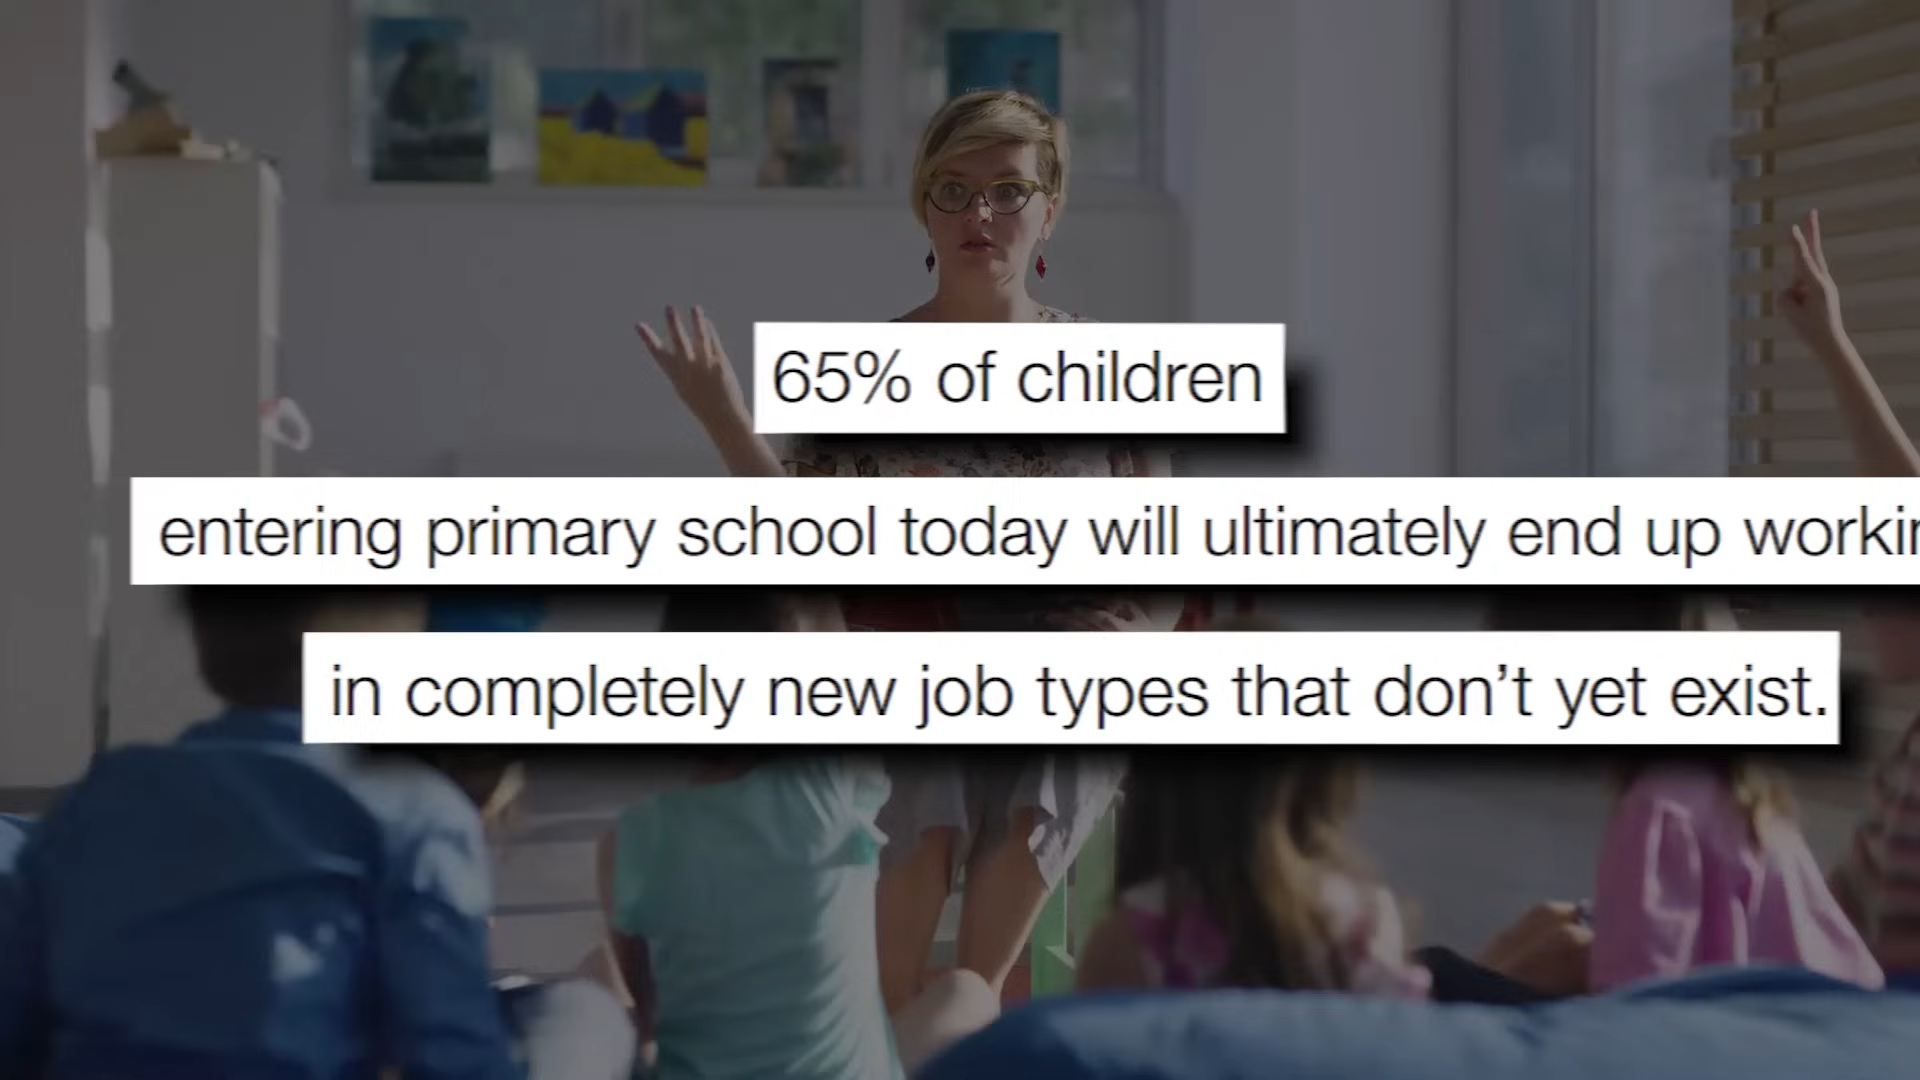 65% of children
entering primary school today will ultimately end up
in completely new job types that don’t yet exist.